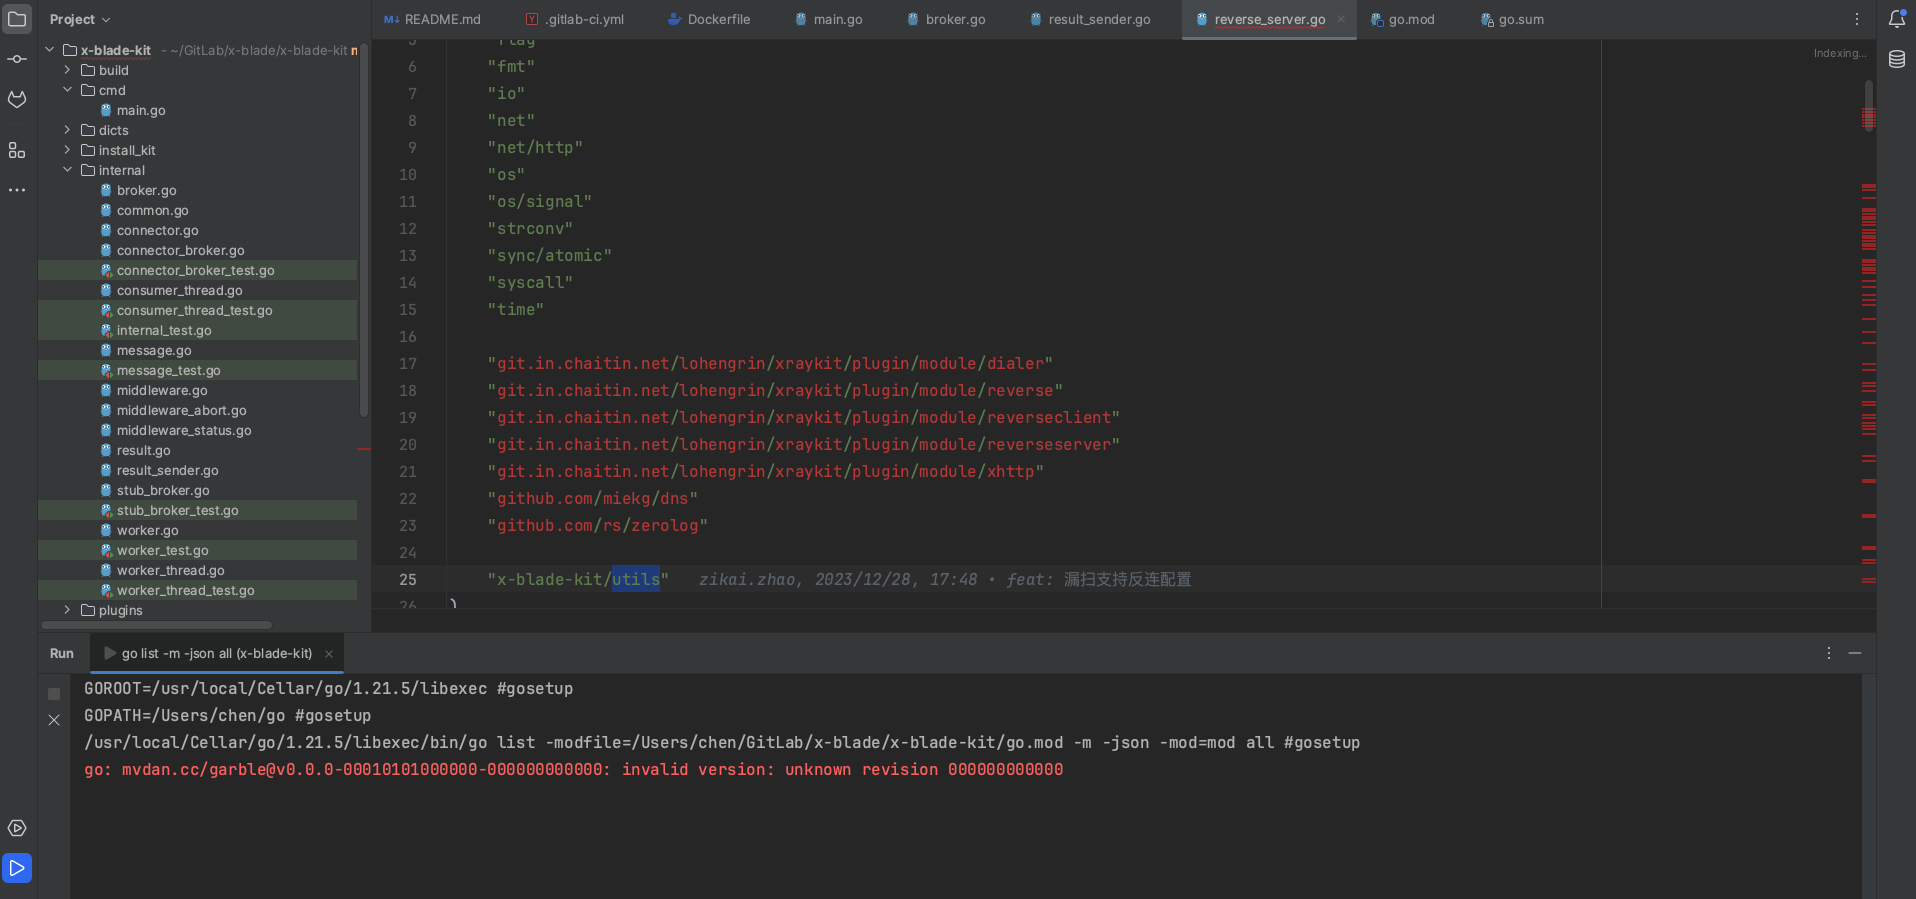 Project
README.md
.gitlab-ci.yml
Dockerfile
main.go
broker.go
result_sender.go
reverse_server.go
go.mod
go.sum
x-blade-kit - ~/GitLab/x-blade/x-blade-kit
build
cmd
main.go
dicts
install_kit
internal
broker.go
common.go
connector.go
connector_broker.go
connector_broker_test.go
consumer_thread.go
consumer_thread_test.go
internal_test.go
message.go
message_test.go
middleware.go
middleware_abort.go
middleware_status.go
result.go
result_sender.go
stub_broker.go
stub_broker_test.go
worker.go
worker_test.go
worker_thread.go
worker_thread_test.go
plugins
Indexing...
5 "flag"
6 "fmt"
7 "io"
8 "net"
9 "net/http"
10 "os"
11 "os/signal"
12 "strconv"
13 "sync/atomic"
14 "syscall"
15 "time"
16
17 "git.in.chaitin.net/lohengrin/xraykit/plugin/module/dialer"
18 "git.in.chaitin.net/lohengrin/xraykit/plugin/module/reverse"
19 "git.in.chaitin.net/lohengrin/xraykit/plugin/module/reverseclient"
20 "git.in.chaitin.net/lohengrin/xraykit/plugin/module/reverseserver"
21 "git.in.chaitin.net/lohengrin/xraykit/plugin/module/xhttp"
22 "github.com/miekg/dns"
23 "github.com/rs/zerolog"
24
25 "x-blade-kit/utils" zikai.zhao, 2023/12/28, 17:48 • feat: 漏扫支持反连配置
26 )
Run
go list -m -json all (x-blade-kit)
GOROOT=/usr/local/Cellar/go/1.21.5/libexec #gosetup
GOPATH=/Users/chen/go #gosetup
/usr/local/Cellar/go/1.21.5/libexec/bin/go list -modfile=/Users/chen/GitLab/x-blade/x-blade-kit/go.mod -m -json -mod=mod all #gosetup
go: mvdan.cc/garble@v0.0.0-00010101000000-000000000000: invalid version: unknown revision 000000000000